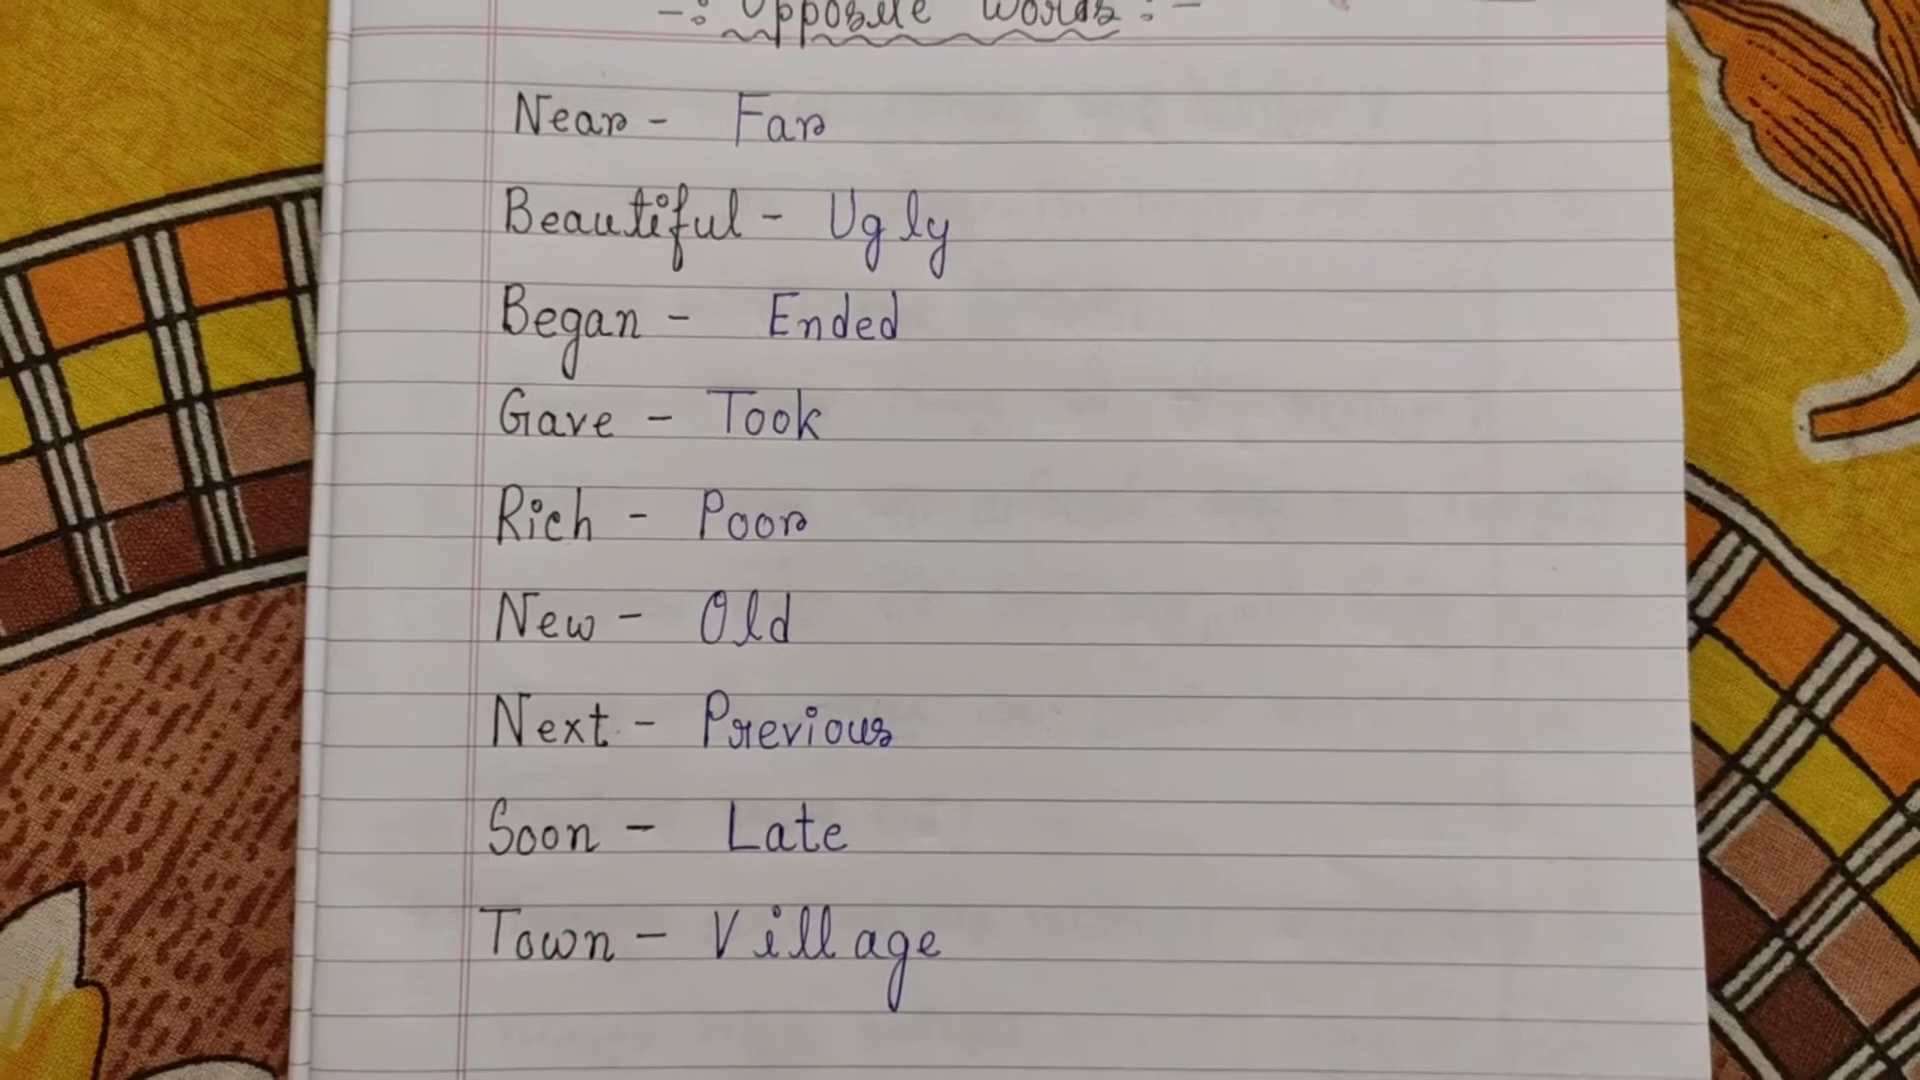 -: Opposite Words :-
Near - Far
Beautiful - Ugly
Began - Ended
Gave - Took
Rich - Poor
New - Old
Next - Previous
Soon - Late
Town - Village